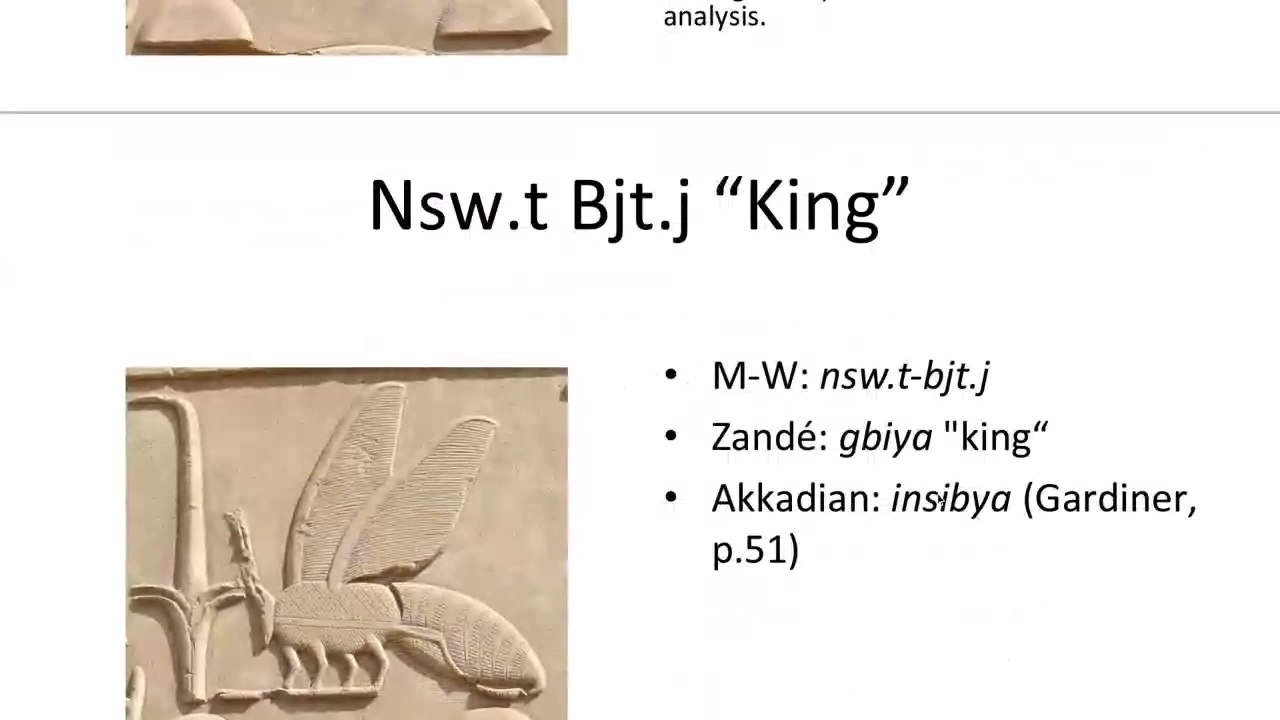 analysis.
Nsw.t Bjt.j “King”
• M-W: nsw.t-bjt.j
• Zandé: gbiya "king“
• Akkadian: insibya (Gardiner,
p.51)